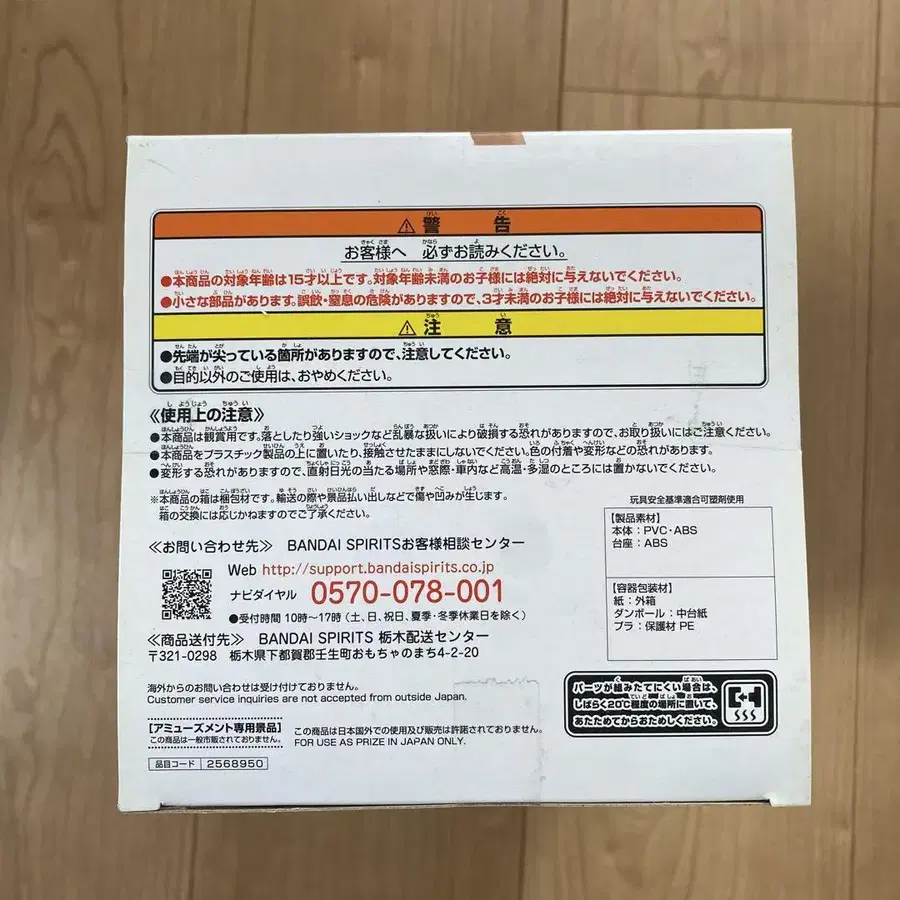 ⚠警告
お客様へ 必ずお読みください。
●本商品の対象年齢は15才以上です。対象年齢未満のお子様には絶対に与えないでください。
●小さな部品があります。誤飲・窒息の危険がありますので、3才未満のお子様には絶対に与えないでください。
⚠注意
●先端が尖っている箇所がありますので、注意してください。
●目的以外のご使用は、おやめください。
《使用上の注意》
●本商品は観賞用です。落としたり強いショックなど乱暴な扱いにより破損する恐れがありますので、お取り扱いにはご注意ください。
●本商品をプラスチック製品の上に置いたり、接触させたままにしないでください。色の付着や変形などの恐れがあります。
●変形する恐れがありますので、直射日光の当たる場所や窓際・車内など高温・多湿のところには置かないでください。
※本商品の箱は梱包材です。輸送の際や景品払い出しなどで傷や凹みが生じます。
箱の交換には応じかねますのでご了承ください。
玩具安全基準適合可塑剤使用
【製品素材】
本体：PVC・ABS
台座：ABS
【容器包装材】
紙：外箱
ダンボール：中台紙
プラ：保護材 PE
≪お問い合わせ先≫ BANDAI SPIRITSお客様相談センター
Web http://support.bandaispirits.co.jp
ナビダイヤル 0570-078-001
●受付時間 10時〜17時（土、日、祝日、夏季・冬季休業日を除く）
≪商品送付先≫ BANDAI SPIRITS 栃木配送センター
〒321-0298 栃木県下都賀郡壬生町おもちゃのまち4-2-20
海外からのお問い合わせは受け付けておりません。
Customer service inquiries are not accepted from outside Japan.
パーツが組みたてにくい場合は、
しばらく20℃程度の場所に置いて、
あたためてからおためしください。
【アミューズメント専用景品】
この商品は一般市販されておりません。
この商品は日本国外での使用及び販売は許諾されておりません。
FOR USE AS PRIZE IN JAPAN ONLY.
品目コード 2568950